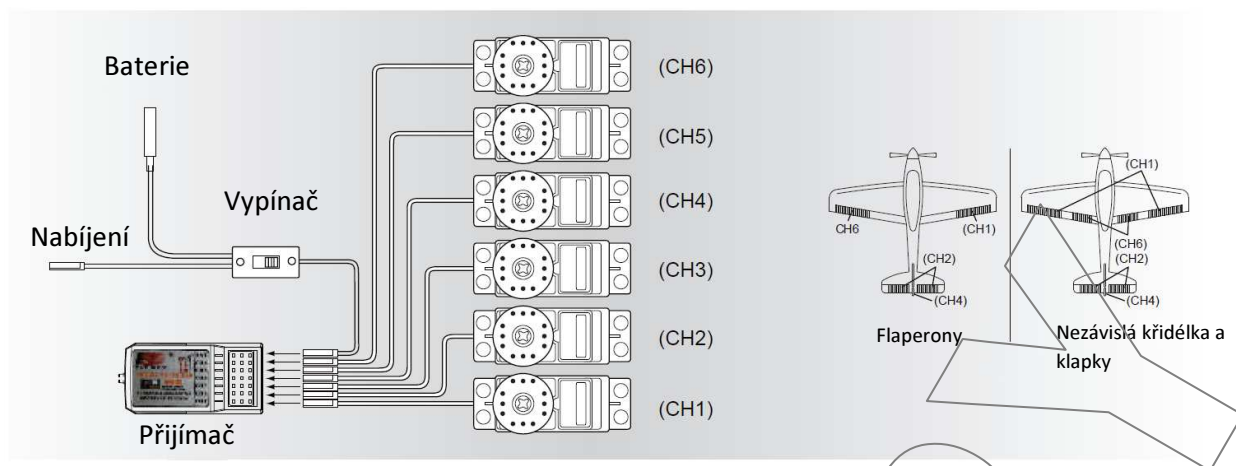 Baterie
Vypínač
Nabíjení
Přijímač
(CH6)
(CH5)
(CH4)
(CH3)
(CH2)
(CH1)
CH6
(CH1)
(CH2)
(CH4)
Flaperony
(CH1)
(CH6)
(CH2)
(CH4)
Nezávislá křidélka a
klapky